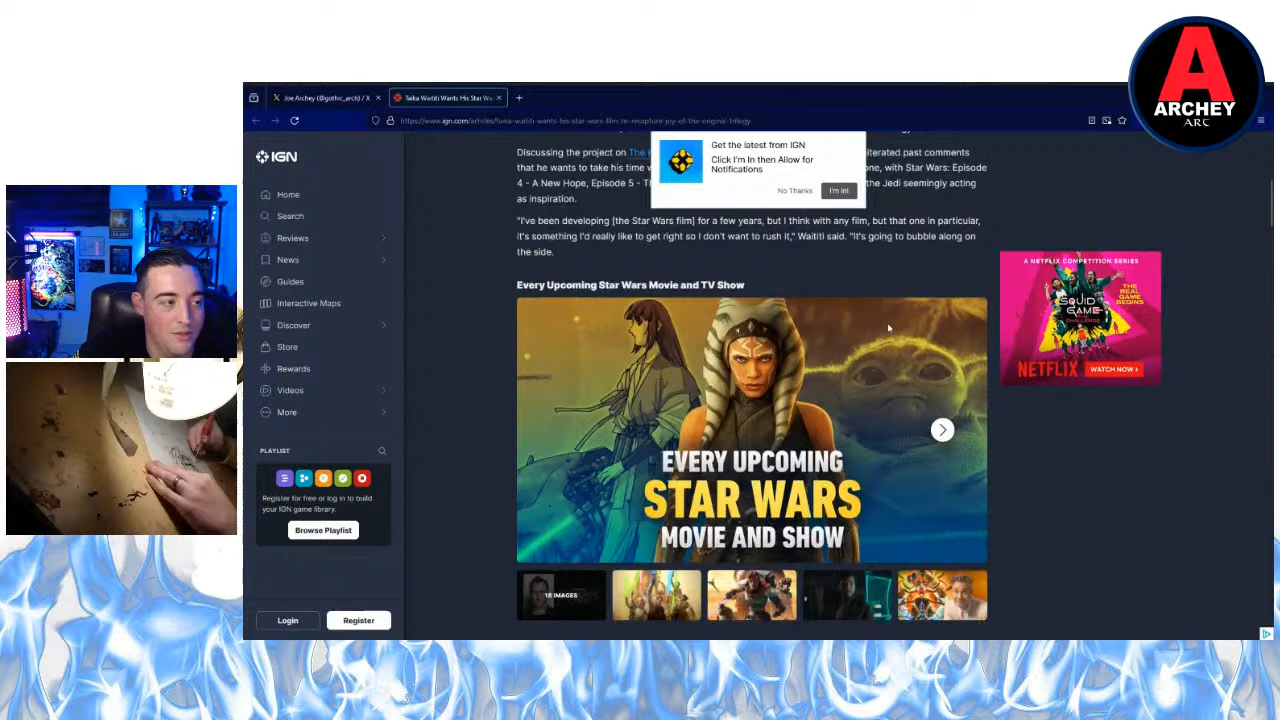 A
ARCHEY
ARC
Joe Archey (@gothic_arch) / X
Taika Waititi Wants His Star Wa
https://www.ign.com/articles/taika-waititi-wants-his-star-wars-film-to-recapture-joy-of-the-original-trilogy
IGN
Home
Search
Reviews
News
Guides
Interactive Maps
Discover
Store
Rewards
Videos
More
PLAYLIST
Register for free or log in to build
your IGN game library.
Browse Playlist
Login
Register
Get the latest from IGN
Click I'm In then Allow for
Notifications
No Thanks
I'm In!
Discussing the project on The iterated past comments
that he wants to take his time one, with Star Wars: Episode
4 - A New Hope, Episode 5 - the Jedi seemingly acting
as inspiration.
"I've been developing [the Star Wars film] for a few years, but I think with any film, but that one in particular,
it's something I'd really like to get right so I don't want to rush it," Waititi said. "It's going to bubble along on
the side.
Every Upcoming Star Wars Movie and TV Show
EVERY UPCOMING
STAR WARS
MOVIE AND SHOW
18 IMAGES
A NETFLIX COMPETITION SERIES
SQUID
GAME
THE CHALLENGE
THE
REAL
GAME
BEGINS
NETFLIX
WATCH NOW